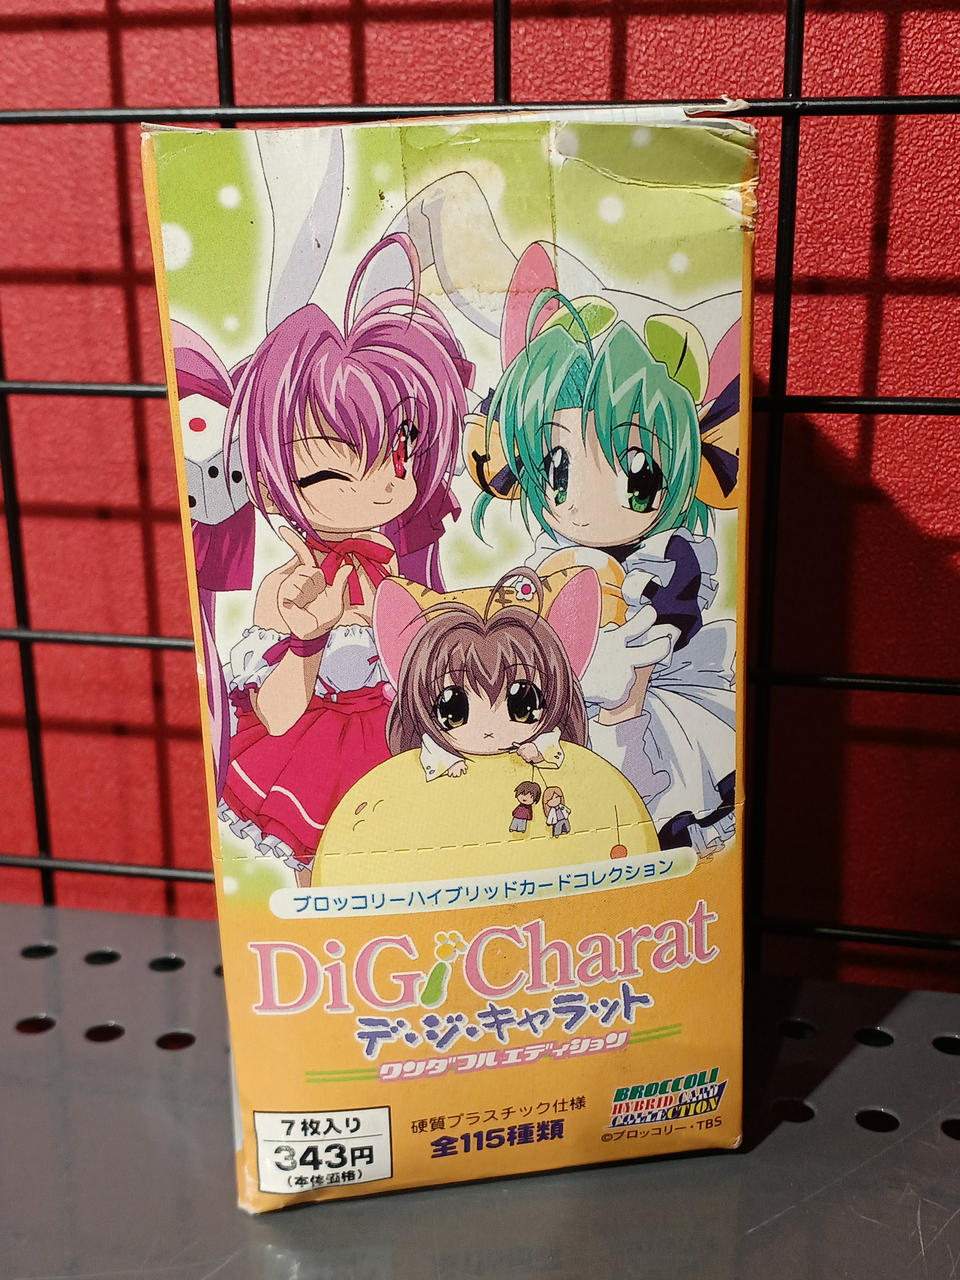 ブロッコリーハイブリッドカードコレクション
DiGi Charat
デ・ジ・キャラット
ワンダフルエディション
7枚入り
343円
(本体価格)
硬質プラスチック仕様
全115種類
BROCCOLI
HYBRID CARD
COLLECTION
©ブロッコリー・TBS